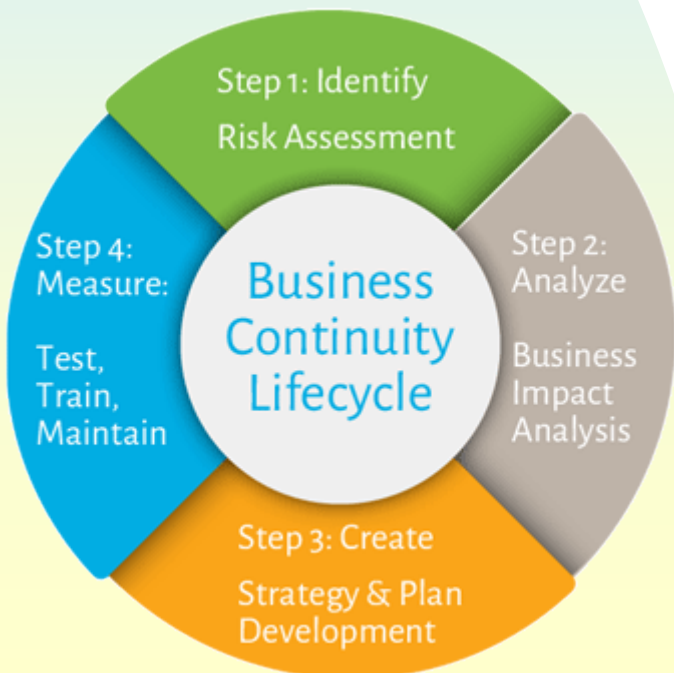 Step 1: Identify
Risk Assessment
Step 2:
Analyze
Business
Impact
Analysis
Step 3: Create
Strategy & Plan
Development
Step 4:
Measure:
Test,
Train,
Maintain
Business
Continuity
Lifecycle